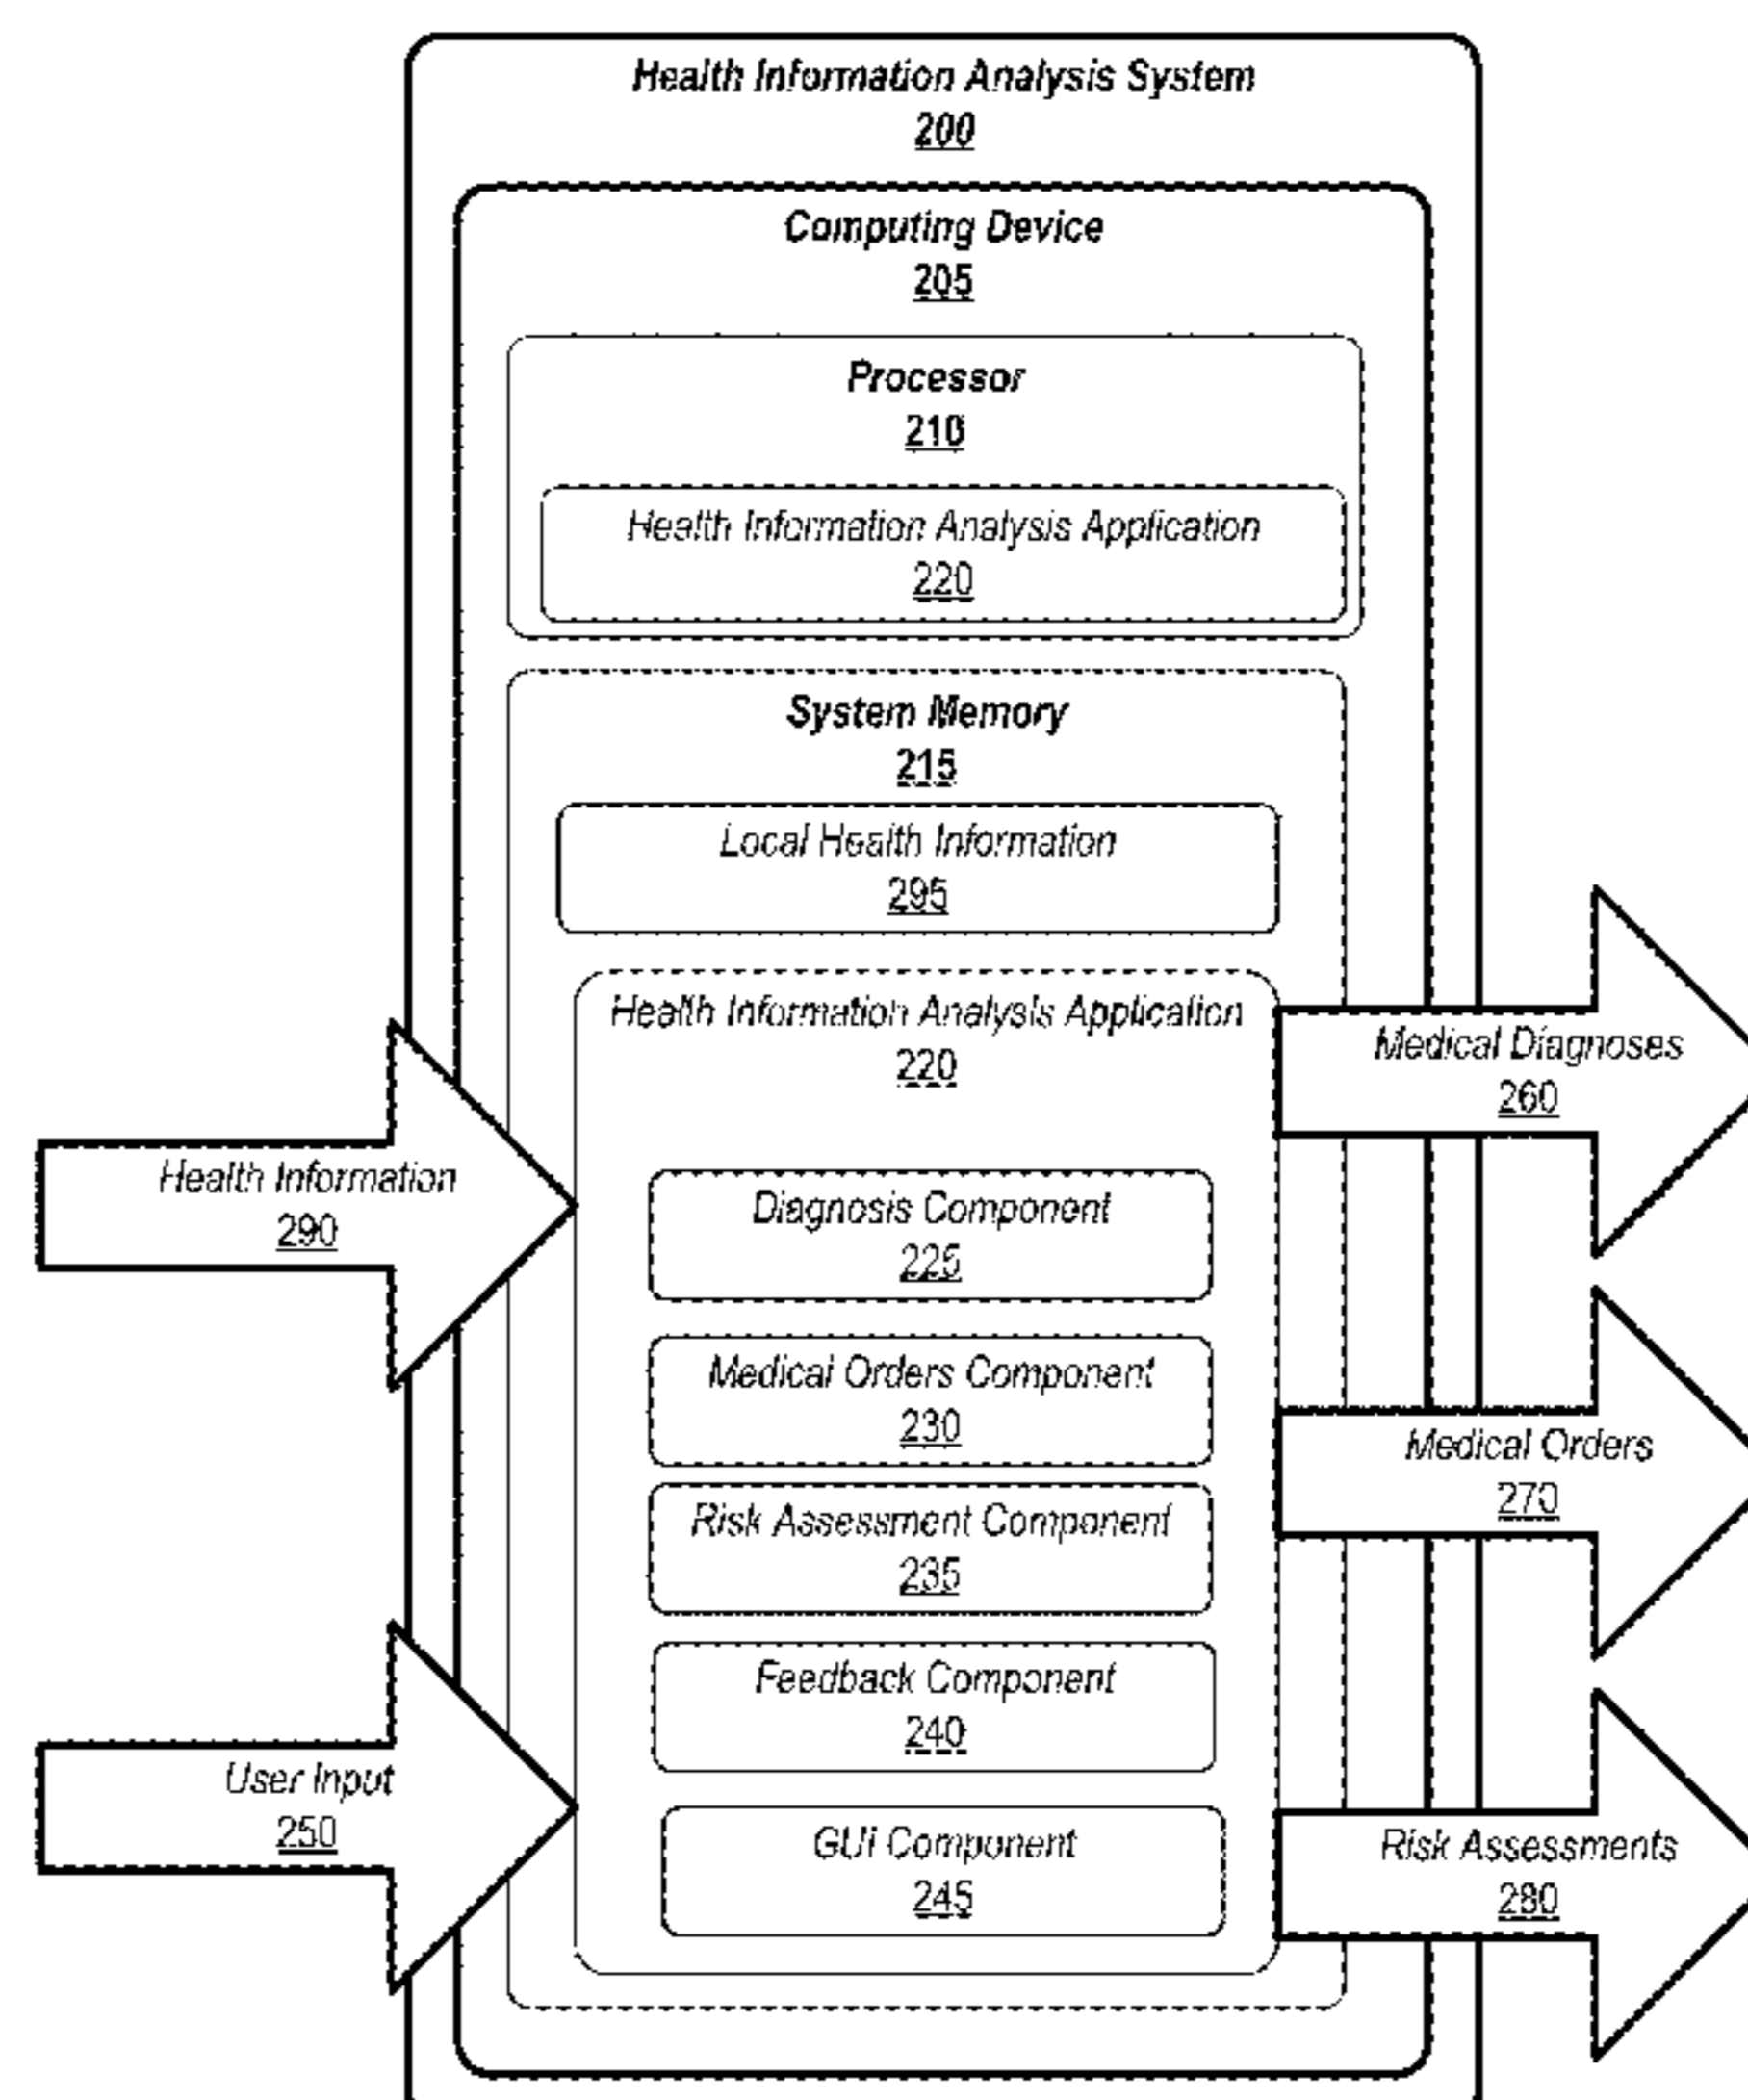 Health Information Analysis System
200
Computing Device
205
Processor
210
Health Information Analysis Application
220
System Memory
215
Local Health Information
295
Health Information Analysis Application
220
Medical Diagnoses
260
Health Information
290
Diagnosis Component
225
Medical Orders Component
230
Medical Orders
270
Risk Assessment Component
235
Feedback Component
240
User Input
250
GUI Component
245
Risk Assessments
280